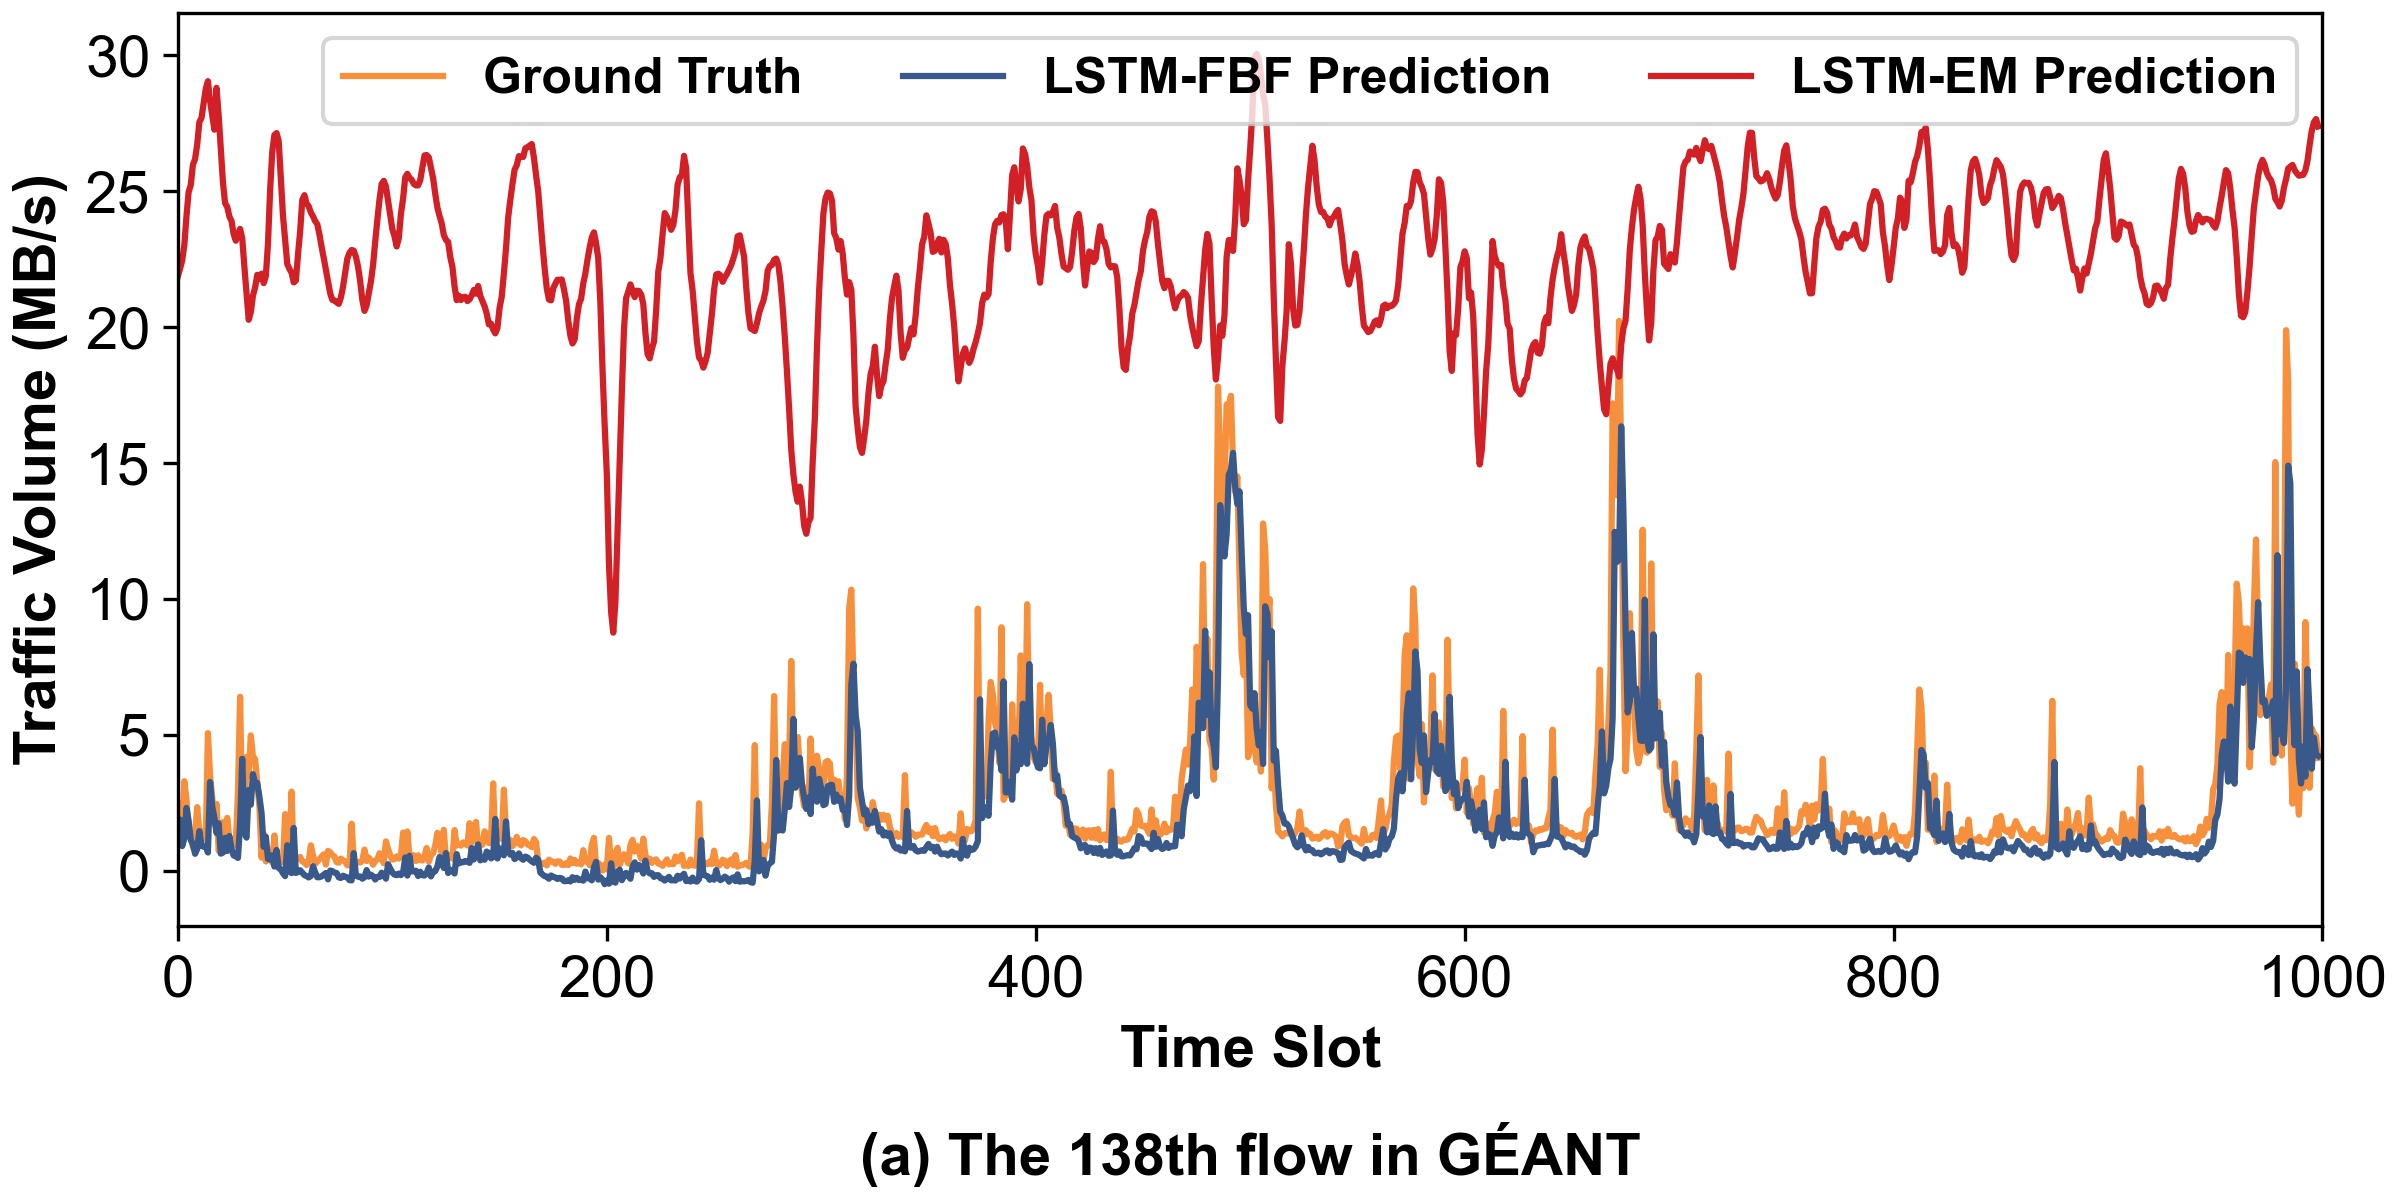 30
25
20
15
10
5
0
Traffic Volume (MB/s)
Ground Truth LSTM-FBF Prediction LSTM-EM Prediction
0 200 400 600 800 1000
Time Slot
(a) The 138th flow in GÉANT